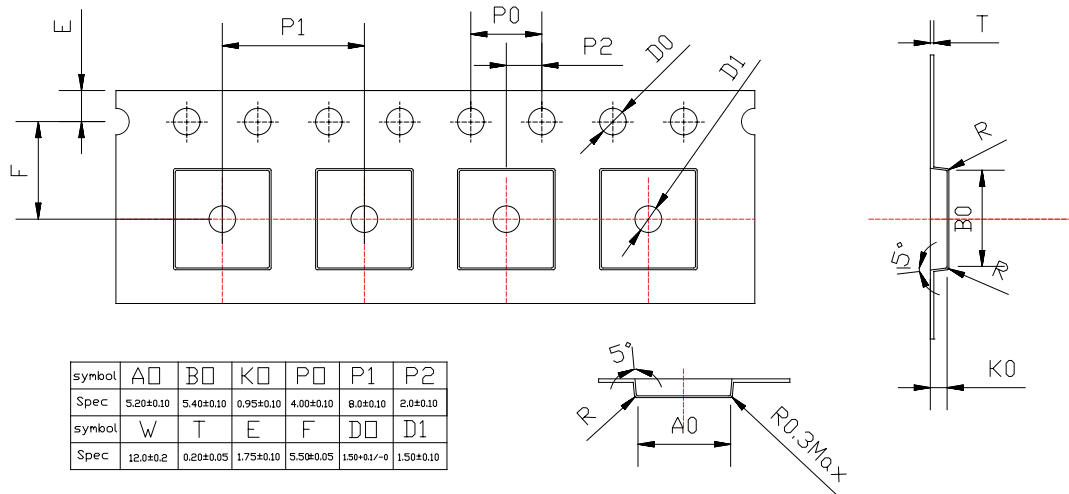 E
P1
P0
P2
D0
D1
T
F
R
B0
5°
R
K0
5°
R
A0
R0.3Max
symbol A0 B0 K0 P0 P1 P2
Spec 5.20±0.10 5.40±0.10 0.95±0.10 4.00±0.10 8.0±0.10 2.0±0.10
symbol W T E F D0 D1
Spec 12.0±0.2 0.20±0.05 1.75±0.10 5.50±0.05 1.50+0.1/-0 1.50±0.10